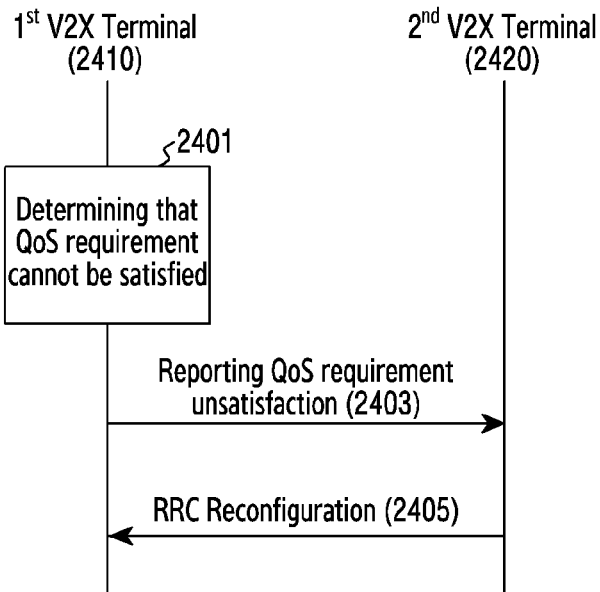 1st V2X Terminal
(2410)
2nd V2X Terminal
(2420)
2401
Determining that
QoS requirement
cannot be satisfied
Reporting QoS requirement
unsatisfaction (2403)
RRC Reconfiguration (2405)